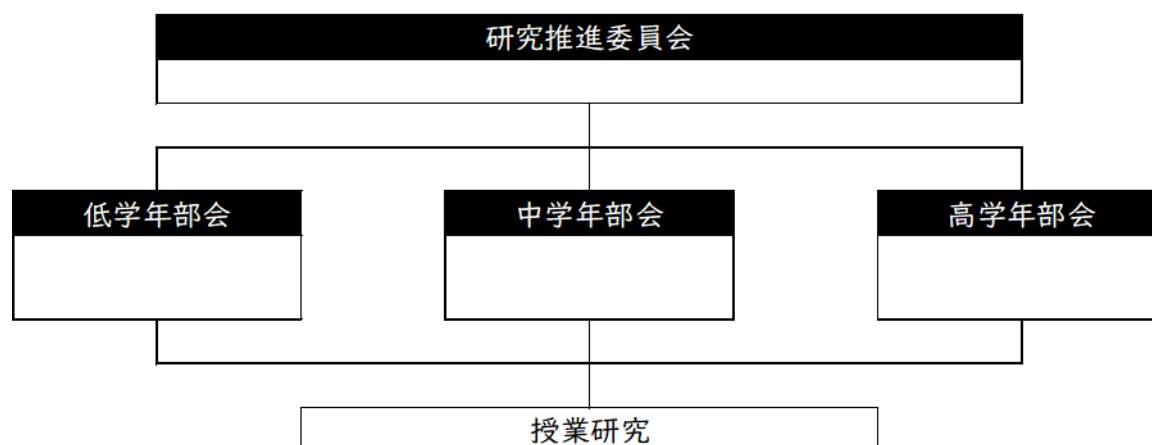 研究推進委員会
低学年部会
中学年部会
高学年部会
授業研究